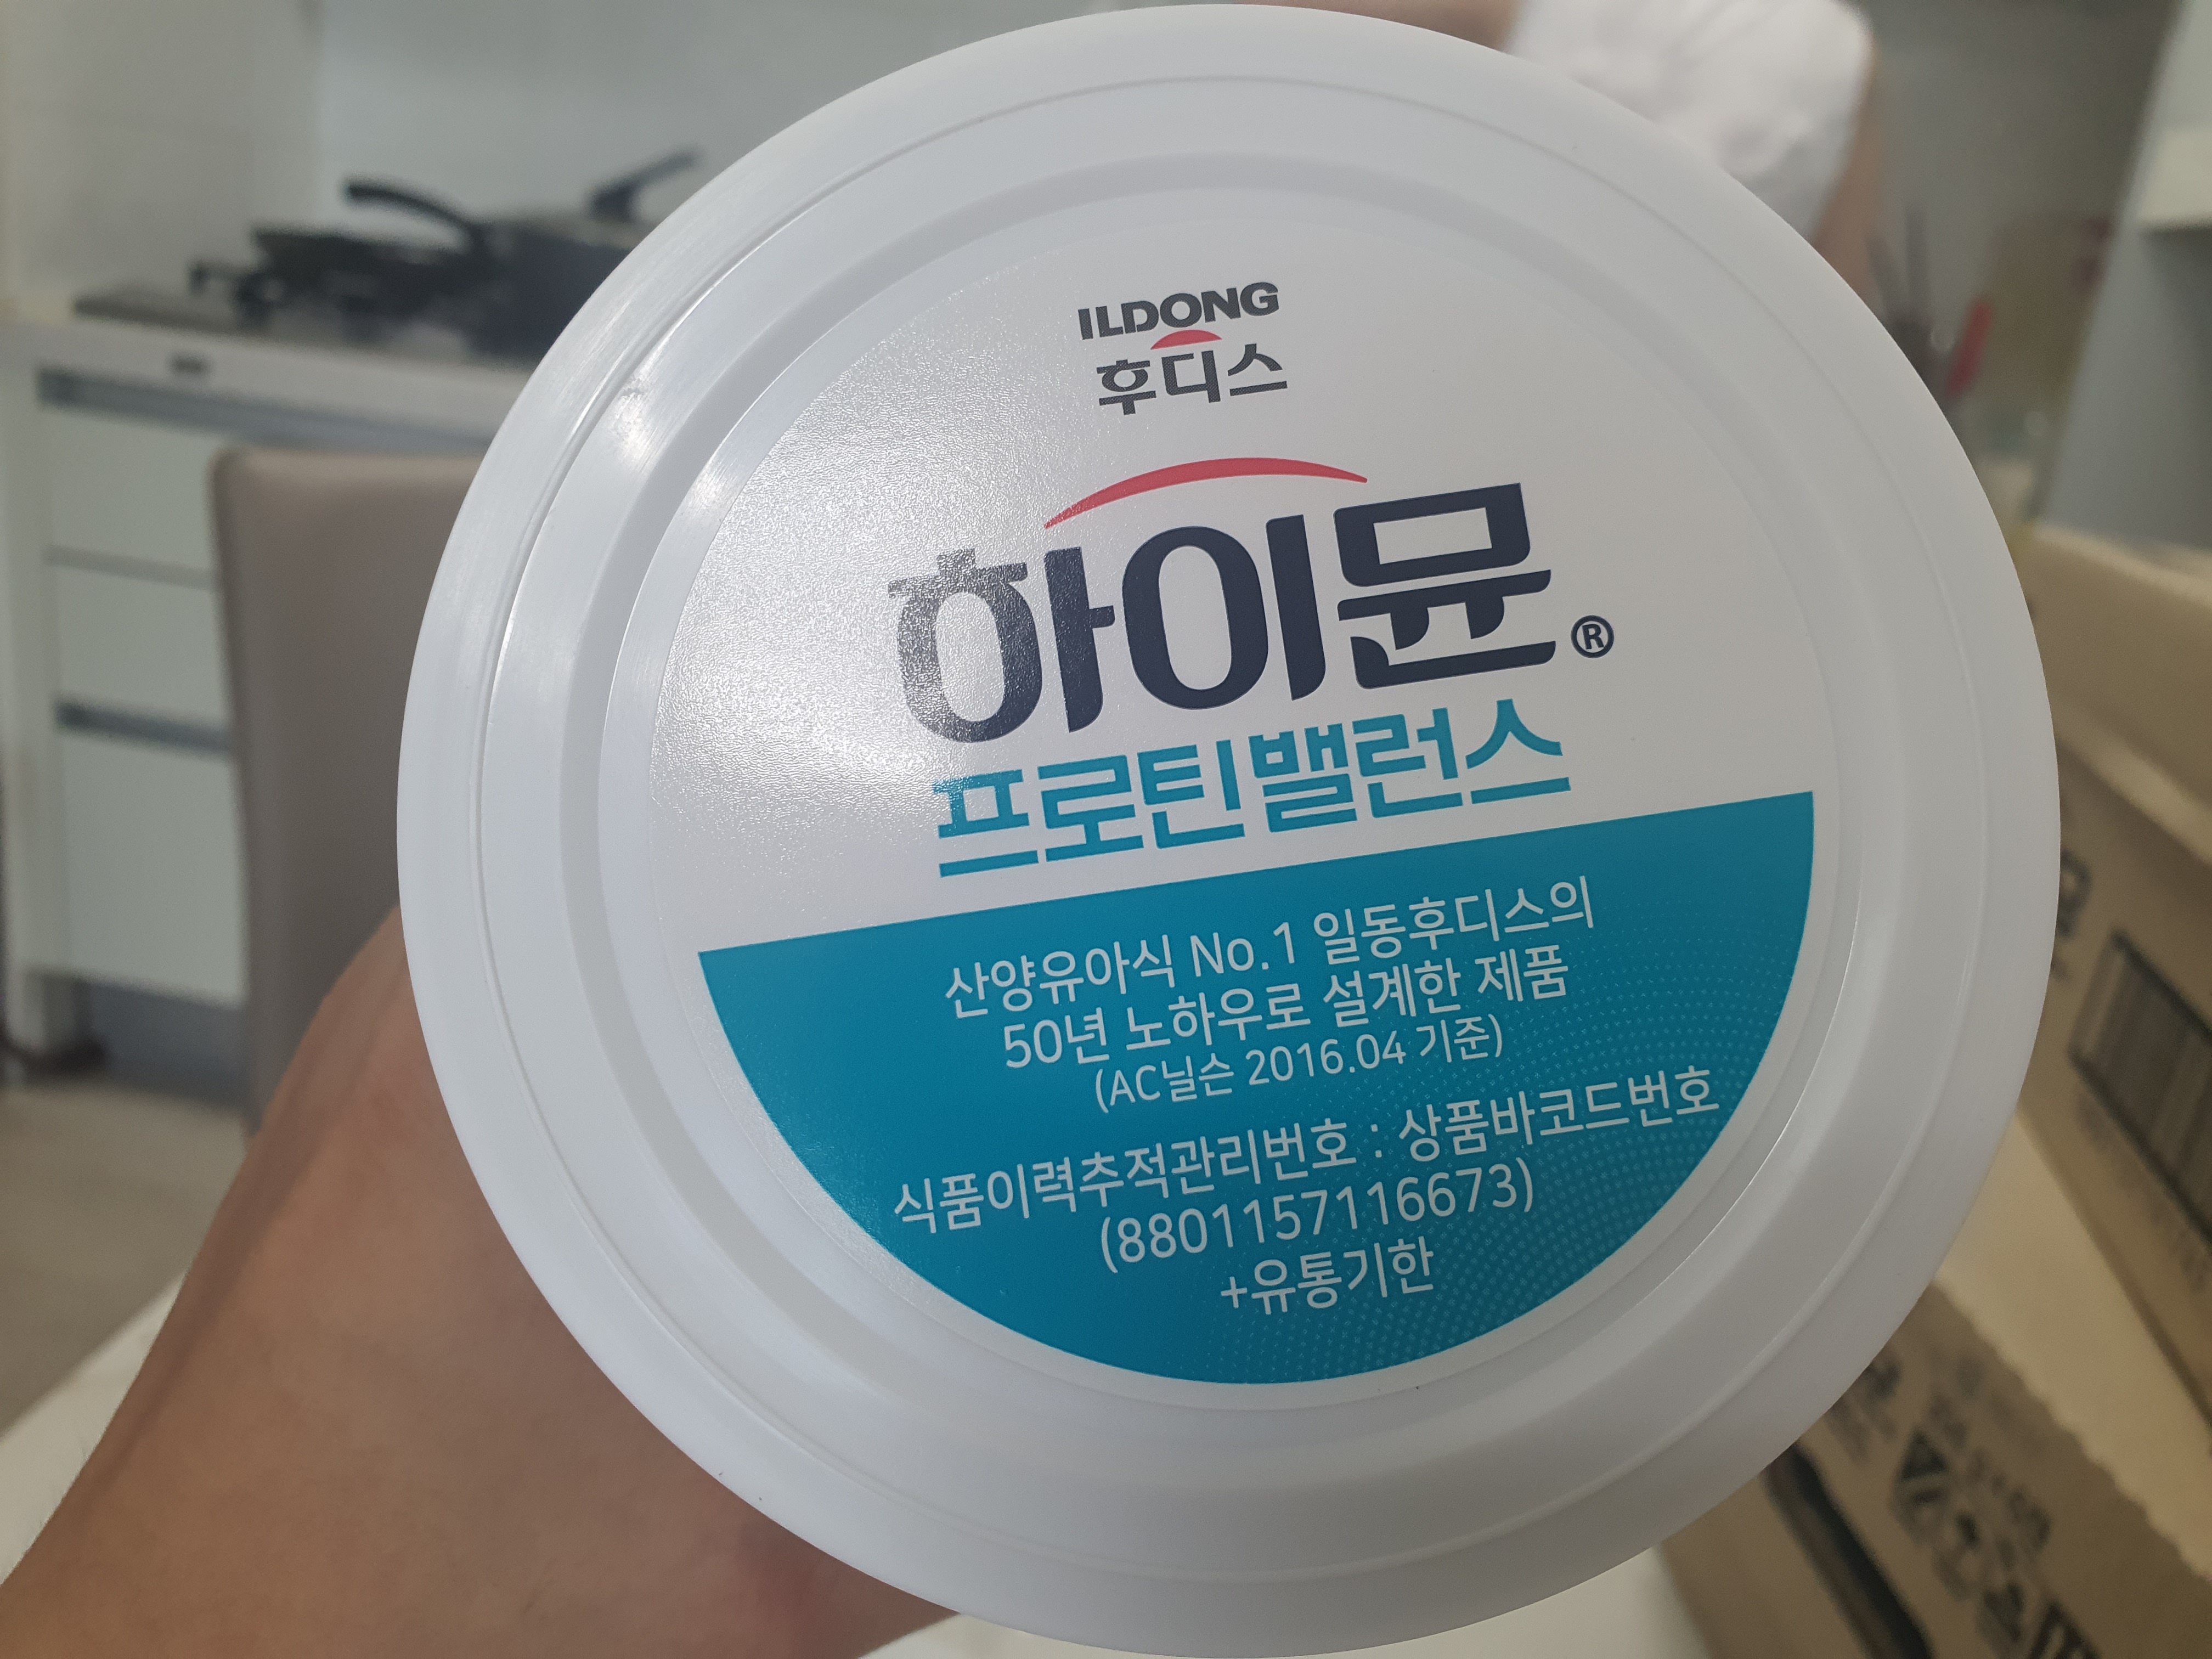 ILDONG
후디스
하이뮨®
프로틴밸런스
산양유아식 No.1 일동후디스의
50년 노하우로 설계한 제품
(AC닐슨 2016.04 기준)
식품이력추적관리번호 : 상품바코드번호
(8801157116673)
+유통기한